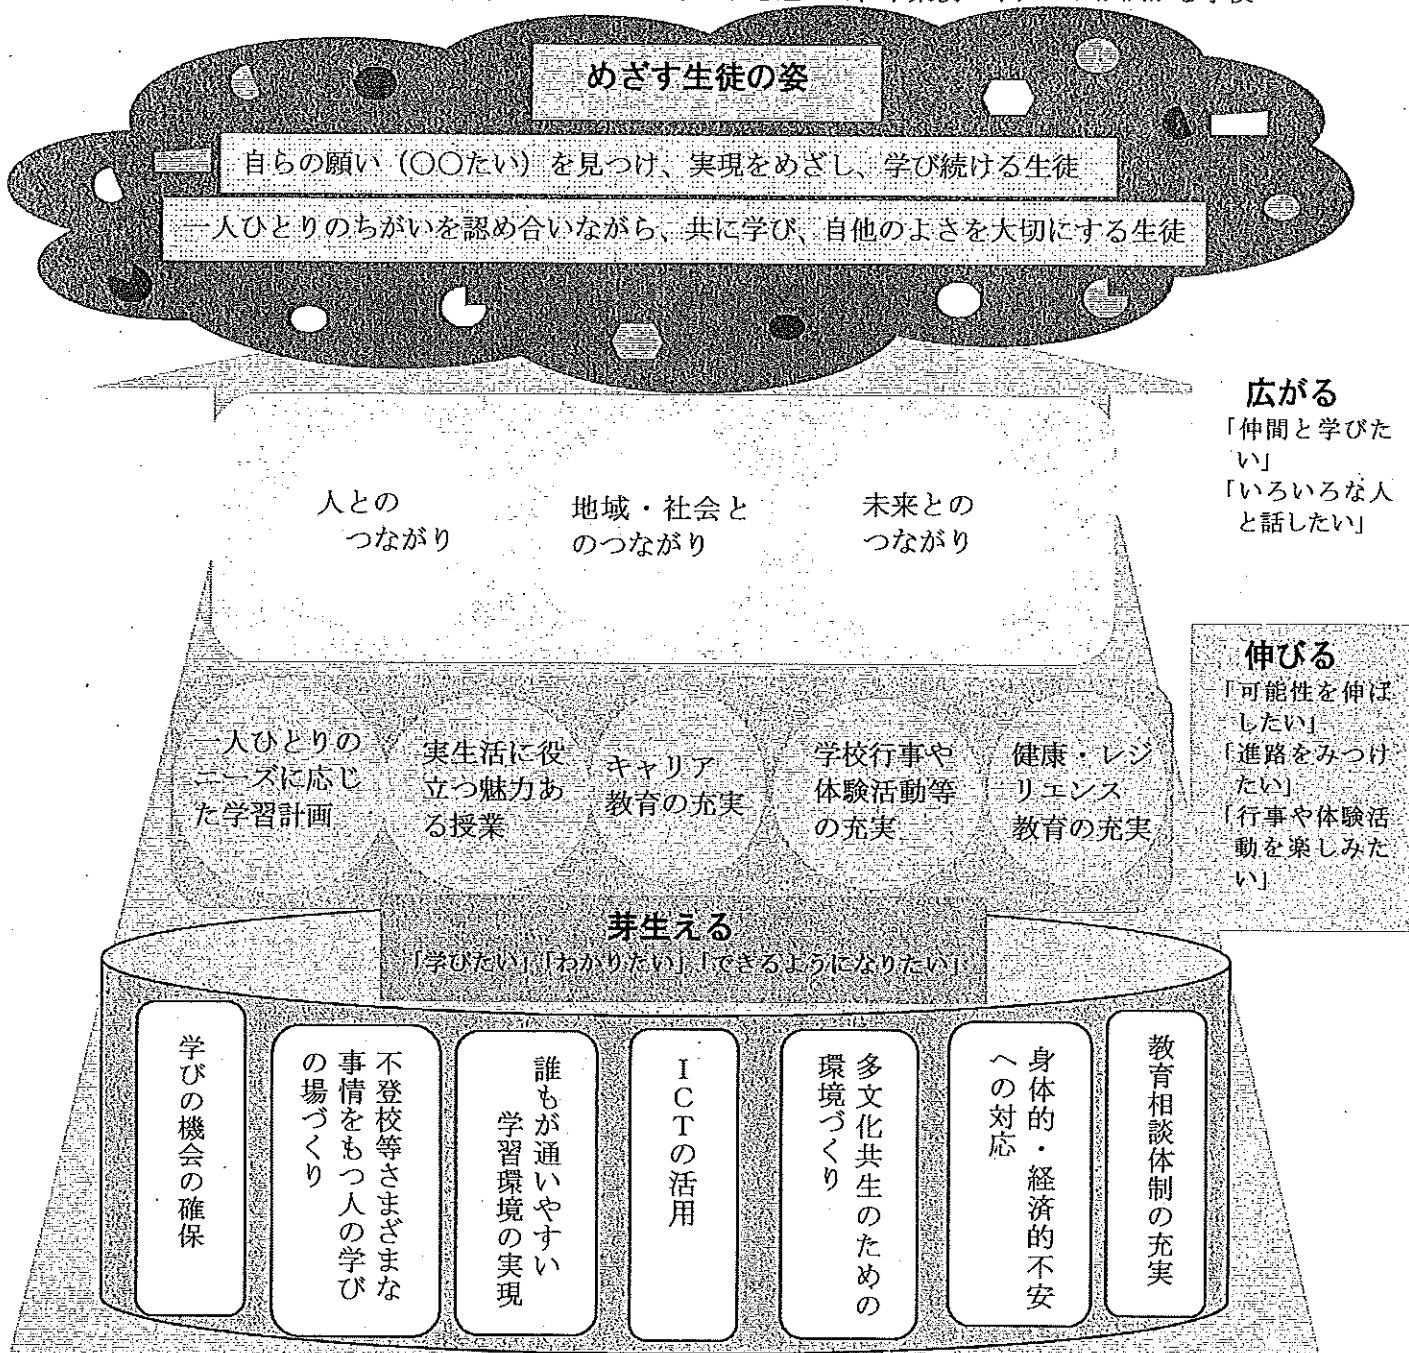 めざす生徒の姿
自らの願い（〇〇たい）を見つけ、実現をめざし、学び続ける生徒
一人ひとりのちがいを認め合いながら、共に学び、自他のよさを大切にする生徒
広がる
「仲間と学びた
い」
「いろいろな人
と話したい」
人との
つながり
地域・社会と
のつながり
未来との
つながり
伸びる
「可能性を伸ば
したい」
「進路をみつけ
たい」
「行事や体験活
動を楽しみた
い」
一人ひとりの
ニーズに応じ
た学習計画
実生活に役
立つ魅力あ
る授業
キャリア
教育の充実
学校行事や
体験活動等
の充実
健康・レジ
リエンス
教育の充実
芽生える
「学びたい」「わかりたい」「できるようになりたい」
学びの機会の確保
不登校等さまざまな
事情をもつ人の学び
の場づくり
誰もが通いやすい
学習環境の実現
ＩＣＴの活用
多文化共生のための
環境づくり
身体的・経済的不安
への対応
教育相談体制の充実